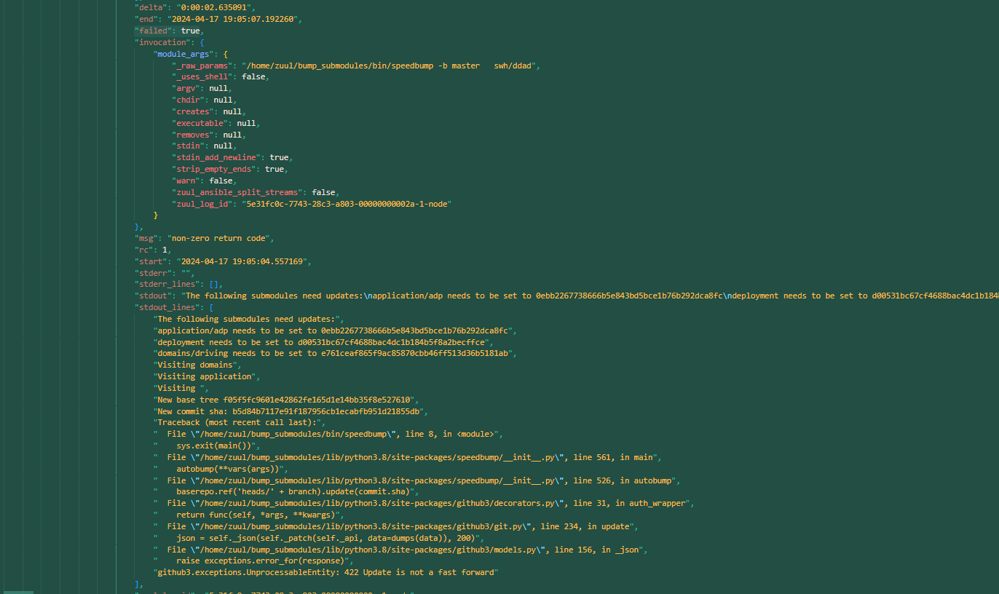 "delta": "0:00:02.635091",
"end": "2024-04-17 19:05:07.192260",
"failed": true,
"invocation": {
"module_args": {
"_raw_params": "/home/zuul/bump_submodules/bin/speedbump -b master   swh/ddad",
"_uses_shell": false,
"argv": null,
"chdir": null,
"creates": null,
"executable": null,
"removes": null,
"stdin": null,
"stdin_add_newline": true,
"strip_empty_ends": true,
"warn": false,
"zuul_ansible_split_streams": false,
"zuul_log_id": "5e31fc0c-7743-28c3-a803-00000000002a-1-node"
}
},
"msg": "non-zero return code",
"rc": 1,
"start": "2024-04-17 19:05:04.557169",
"stderr": "",
"stderr_lines": [],
"stdout": "The following submodules need updates:\napplication/adp needs to be set to 0ebb2267738666b5e843bd5bce1b76b292dca8fc\ndeployment needs to be set to d00531bc67cf4688bac4dc1b184
"stdout_lines": [
"The following submodules need updates:",
"application/adp needs to be set to 0ebb2267738666b5e843bd5bce1b76b292dca8fc",
"deployment needs to be set to d00531bc67cf4688bac4dc1b184b5f8a2becffce",
"domains/driving needs to be set to e761ceaf865f9ac85870cbb46ff513d36b5181ab",
"Visiting domains",
"Visiting application",
"Visiting ",
"New base tree f05f5fc9601e42862fe165d1e14bb35f8e527610",
"New commit sha: b5d84b7117e91f187956cb1ecabfb951d21855db",
"Traceback (most recent call last):",
"  File \"/home/zuul/bump_submodules/bin/speedbump\", line 8, in <module>",
"    sys.exit(main())",
"  File \"/home/zuul/bump_submodules/lib/python3.8/site-packages/speedbump/__init__.py\", line 561, in main",
"    autobump(**vars(args))",
"  File \"/home/zuul/bump_submodules/lib/python3.8/site-packages/speedbump/__init__.py\", line 526, in autobump",
"    baserepo.ref('heads/' + branch).update(commit.sha)",
"  File \"/home/zuul/bump_submodules/lib/python3.8/site-packages/github3/decorators.py\", line 31, in auth_wrapper",
"    return func(self, *args, **kwargs)",
"  File \"/home/zuul/bump_submodules/lib/python3.8/site-packages/github3/git.py\", line 234, in update",
"    json = self._json(self._patch(self._api, data=dumps(data)), 200)",
"  File \"/home/zuul/bump_submodules/lib/python3.8/site-packages/github3/models.py\", line 156, in _json",
"    raise exceptions.error_for(response)",
"github3.exceptions.UnprocessableEntity: 422 Update is not a fast forward"
],